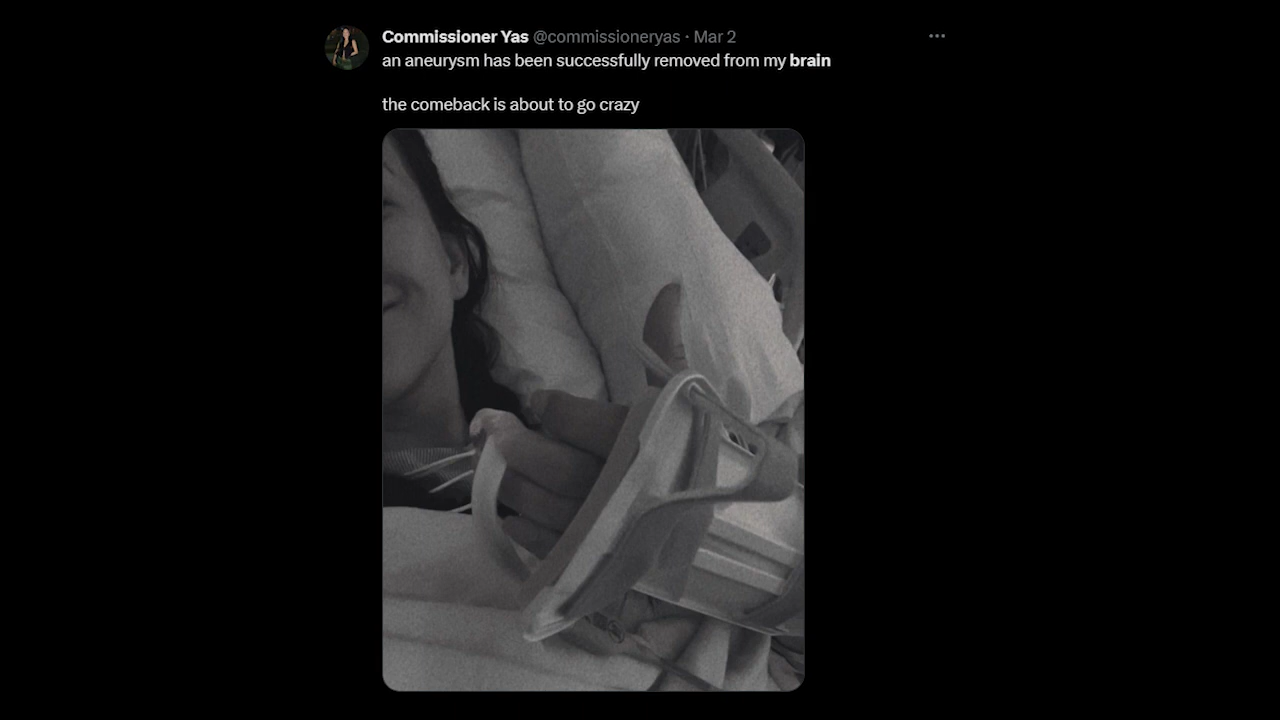 Commissioner Yas @commissioneryas · Mar 2
an aneurysm has been successfully removed from my brain
the comeback is about to go crazy